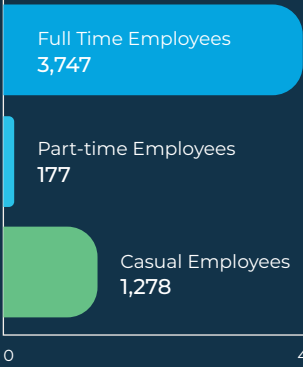 Full Time Employees
3,747
Part-time Employees
177
Casual Employees
1,278
0